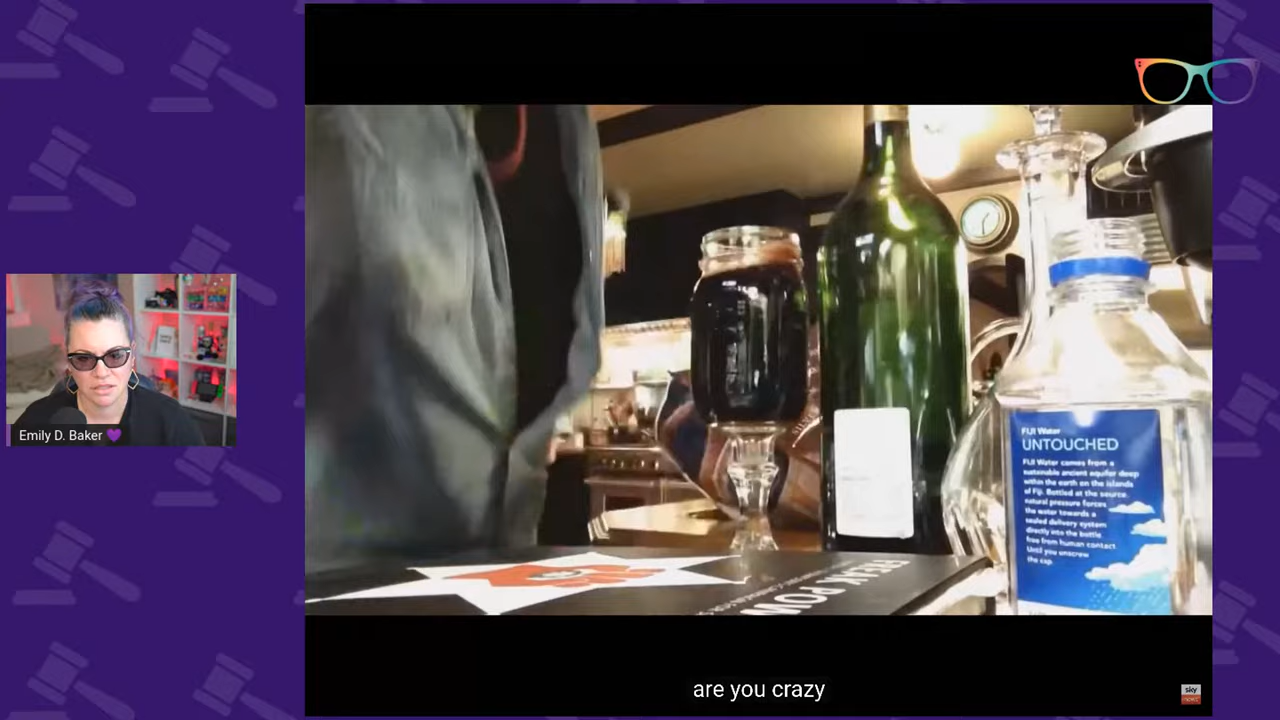 FIJI Water
UNTOUCHED
FIJI Water comes from a
sustainable ancient aquifer deep
within the earth on the islands
of Fiji. Bottled at the source,
natural pressure forces
the water towards a
sealed delivery system
directly into the bottle
free from human contact
Until you unscrew
the cap.
Emily D. Baker 💜
FREAK POW
are you crazy
sky
news